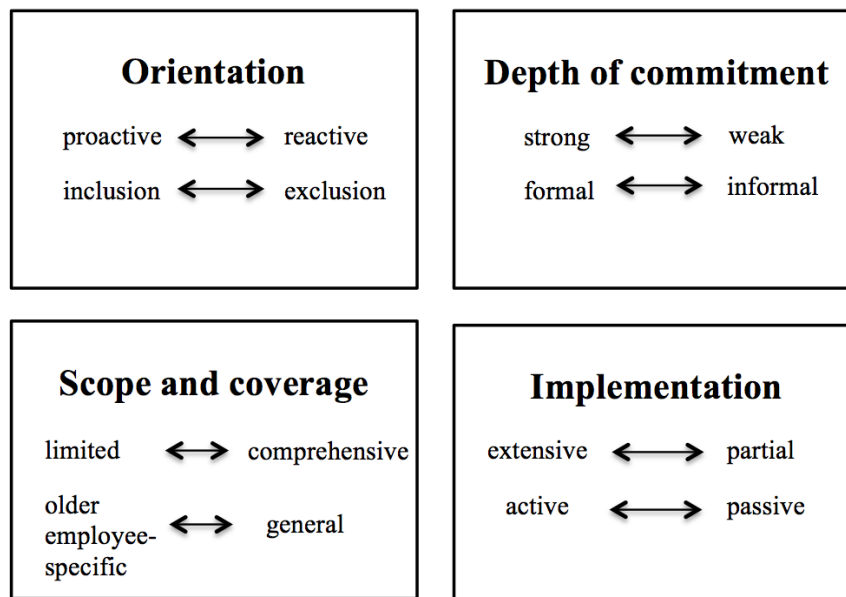 Orientation
proactive reactive
inclusion exclusion
Depth of commitment
strong weak
formal informal
Scope and coverage
limited comprehensive
older
employee- general
specific
Implementation
extensive partial
active passive